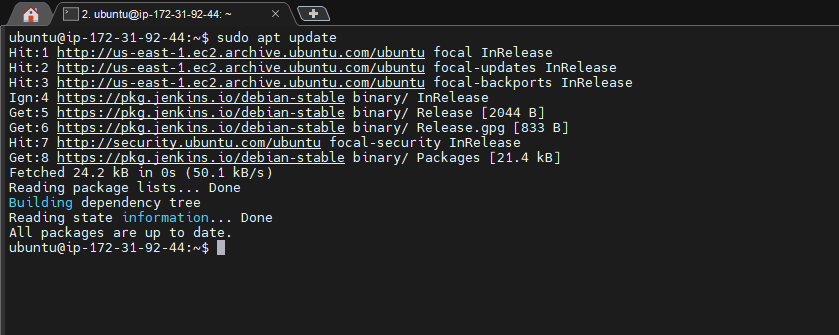 2. ubuntu@ip-172-31-92-44: ~
ubuntu@ip-172-31-92-44:~$ sudo apt update
Hit:1 http://us-east-1.ec2.archive.ubuntu.com/ubuntu focal InRelease
Hit:2 http://us-east-1.ec2.archive.ubuntu.com/ubuntu focal-updates InRelease
Hit:3 http://us-east-1.ec2.archive.ubuntu.com/ubuntu focal-backports InRelease
Ign:4 https://pkg.jenkins.io/debian-stable binary/ InRelease
Get:5 https://pkg.jenkins.io/debian-stable binary/ Release [2044 B]
Get:6 https://pkg.jenkins.io/debian-stable binary/ Release.gpg [833 B]
Hit:7 http://security.ubuntu.com/ubuntu focal-security InRelease
Get:8 https://pkg.jenkins.io/debian-stable binary/ Packages [21.4 kB]
Fetched 24.2 kB in 0s (50.1 kB/s)
Reading package lists... Done
Building dependency tree
Reading state information... Done
All packages are up to date.
ubuntu@ip-172-31-92-44:~$